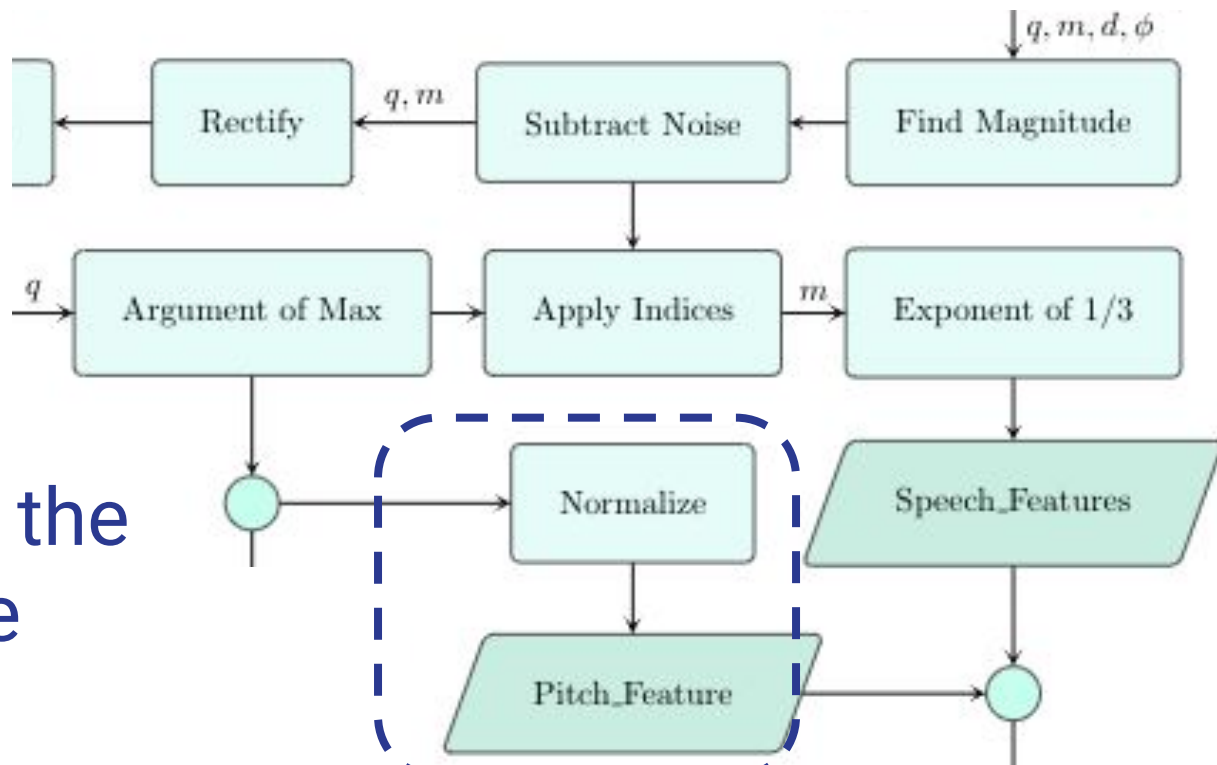 q, m, d, ϕ
Rectify
q, m
Subtract Noise
Find Magnitude
q
Argument of Max
Apply Indices
m
Exponent of 1/3
the
Normalize
Speech_Features
e
Pitch_Feature